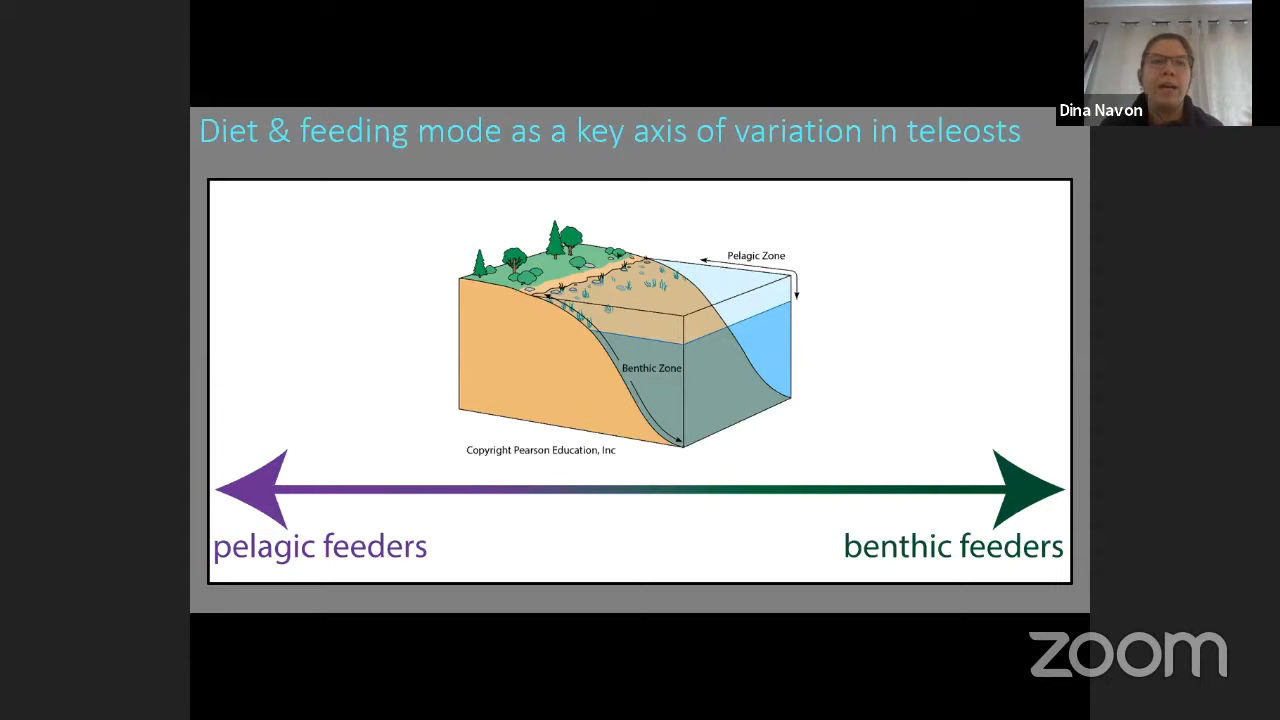 Dina Navon
Diet & feeding mode as a key axis of variation in teleosts
Pelagic Zone
Benthic Zone
Copyright Pearson Education, Inc
pelagic feeders
benthic feeders
zoom